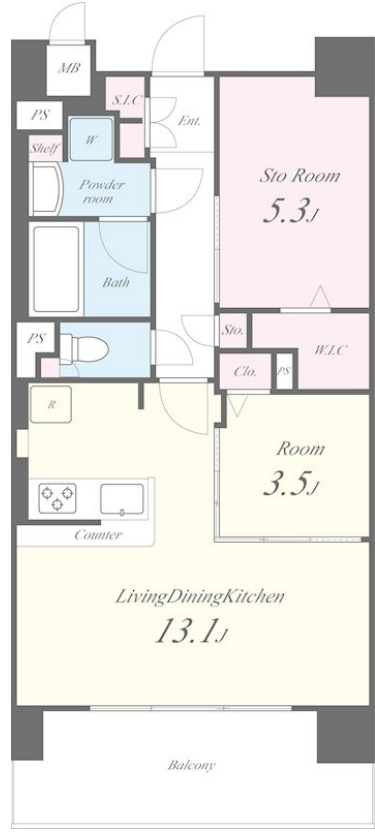 MB
PS
S.I.C
Ent.
W
Shelf
Powder
room
Sto Room
5.3J
Bath
PS
Sto.
W.I.C
Clo.
PS
R
Room
3.5J
Counter
LivingDiningKitchen
13.1J
Balcony